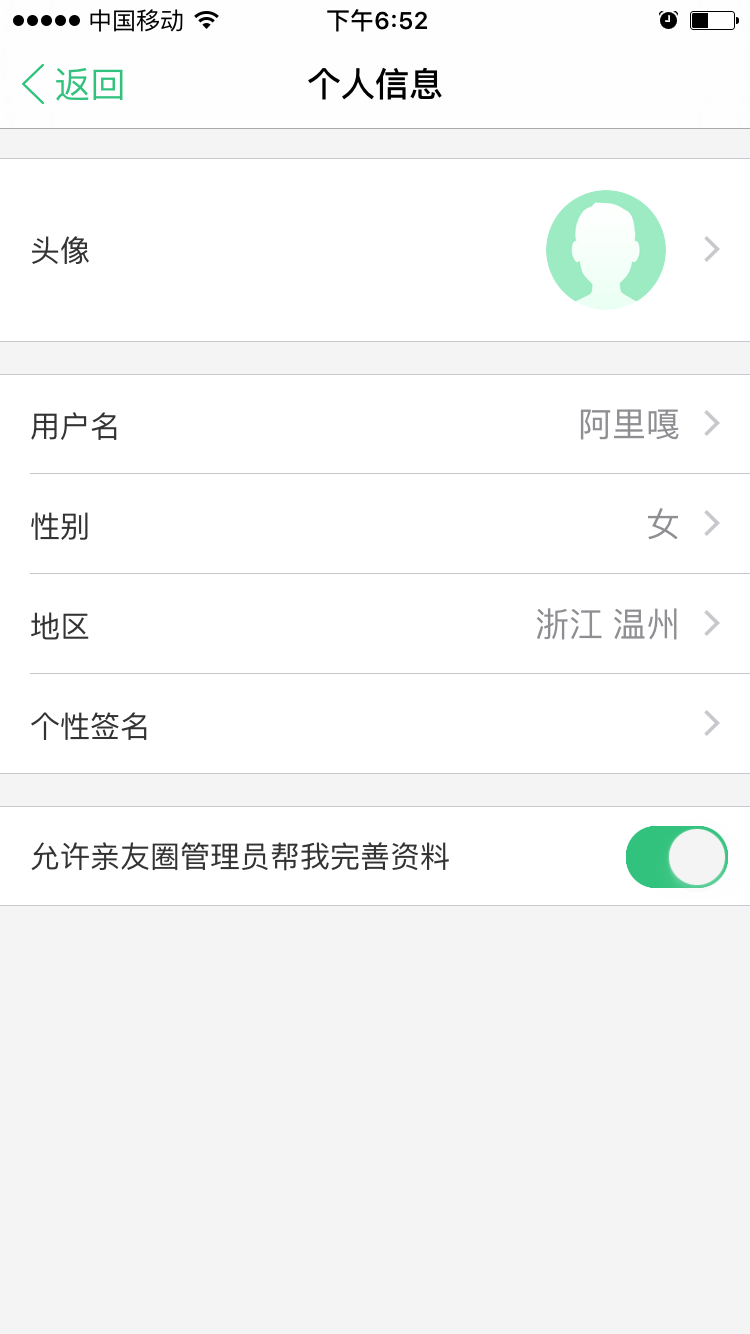 中国移动 下午6:52
返回 个人信息
头像
用户名 阿里嘎
性别 女
地区 浙江 温州
个性签名
允许亲友圈管理员帮我完善资料